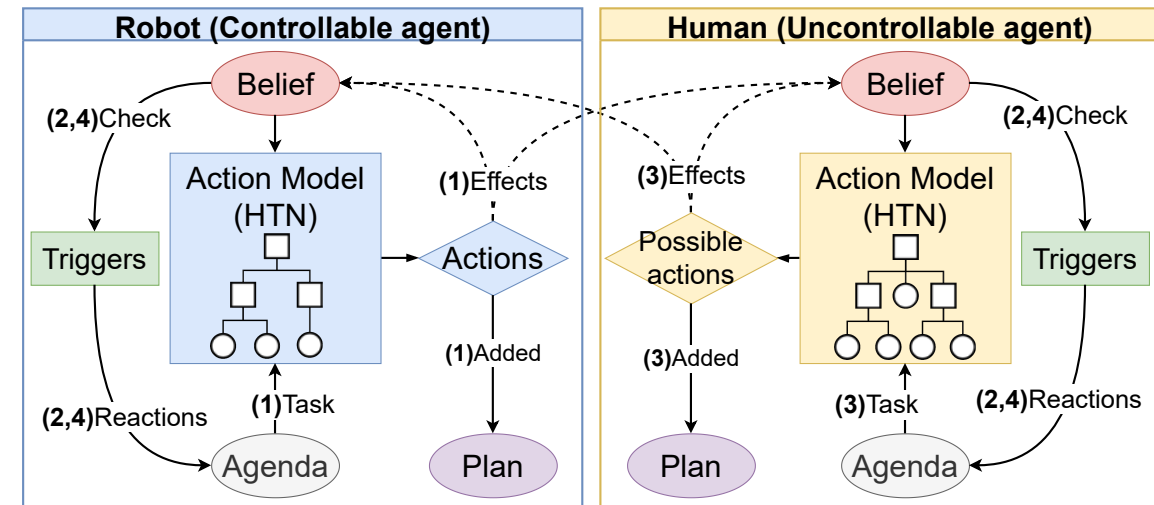 Robot (Controllable agent)
Belief
(2,4)Check
Action Model
(HTN)
(1)Effects
Triggers
Actions
(1)Added
(2,4)Reactions
(1)Task
Agenda
Plan
Human (Uncontrollable agent)
Belief
(2,4)Check
Action Model
(HTN)
(3)Effects
Possible
actions
Triggers
(3)Added
(3)Task
(2,4)Reactions
Plan
Agenda